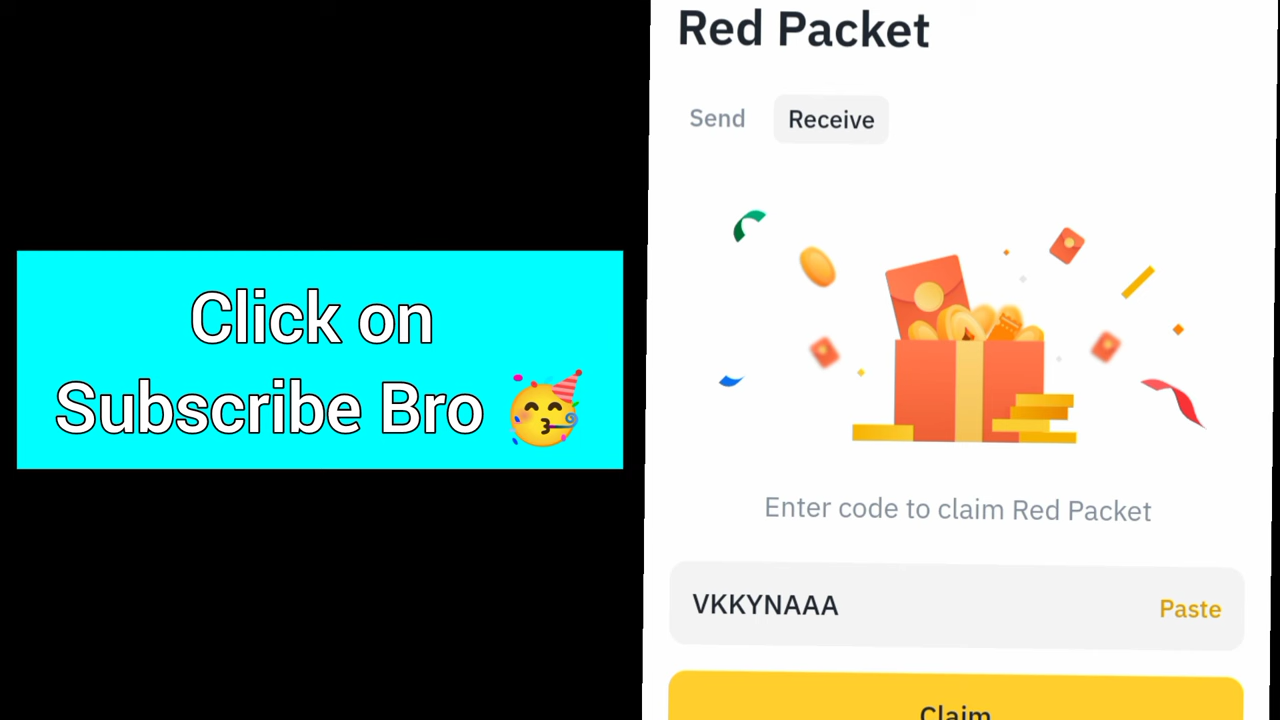 Click on
Subscribe Bro
Red Packet
Send
Receive
Enter code to claim Red Packet
VKKYNAAA
Paste
Claim